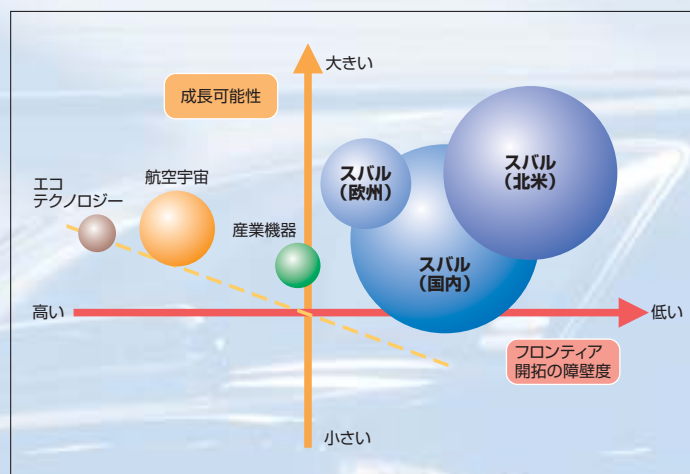 大きい
成長可能性
エコ
テクノロジー
航空宇宙
産業機器
スバル
（欧州）
スバル
（北米）
スバル
（国内）
高い
低い
フロンティア
開拓の障壁度
小さい